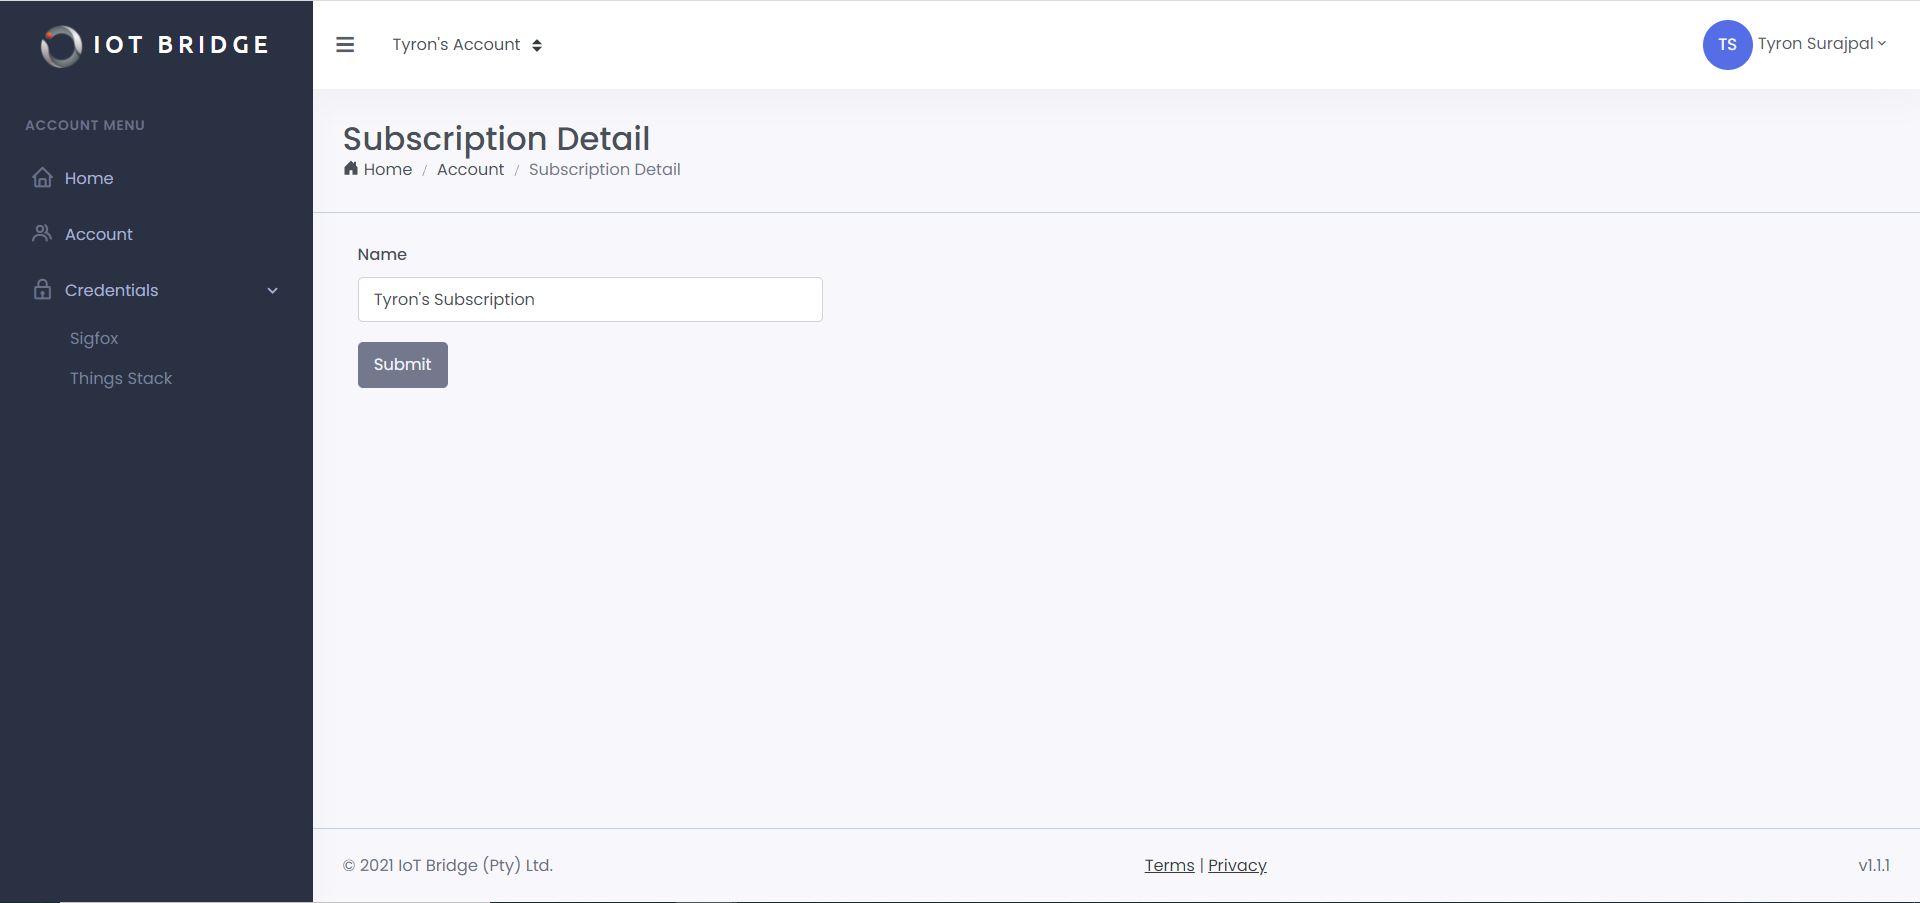 IOT BRIDGE
Tyron's Account
TS
Tyron Surajpal
ACCOUNT MENU
Home
Account
Credentials
Sigfox
Things Stack
Subscription Detail
Home / Account / Subscription Detail
Name
Tyron's Subscription
Submit
© 2021 IoT Bridge (Pty) Ltd.
Terms | Privacy
v1.1.1